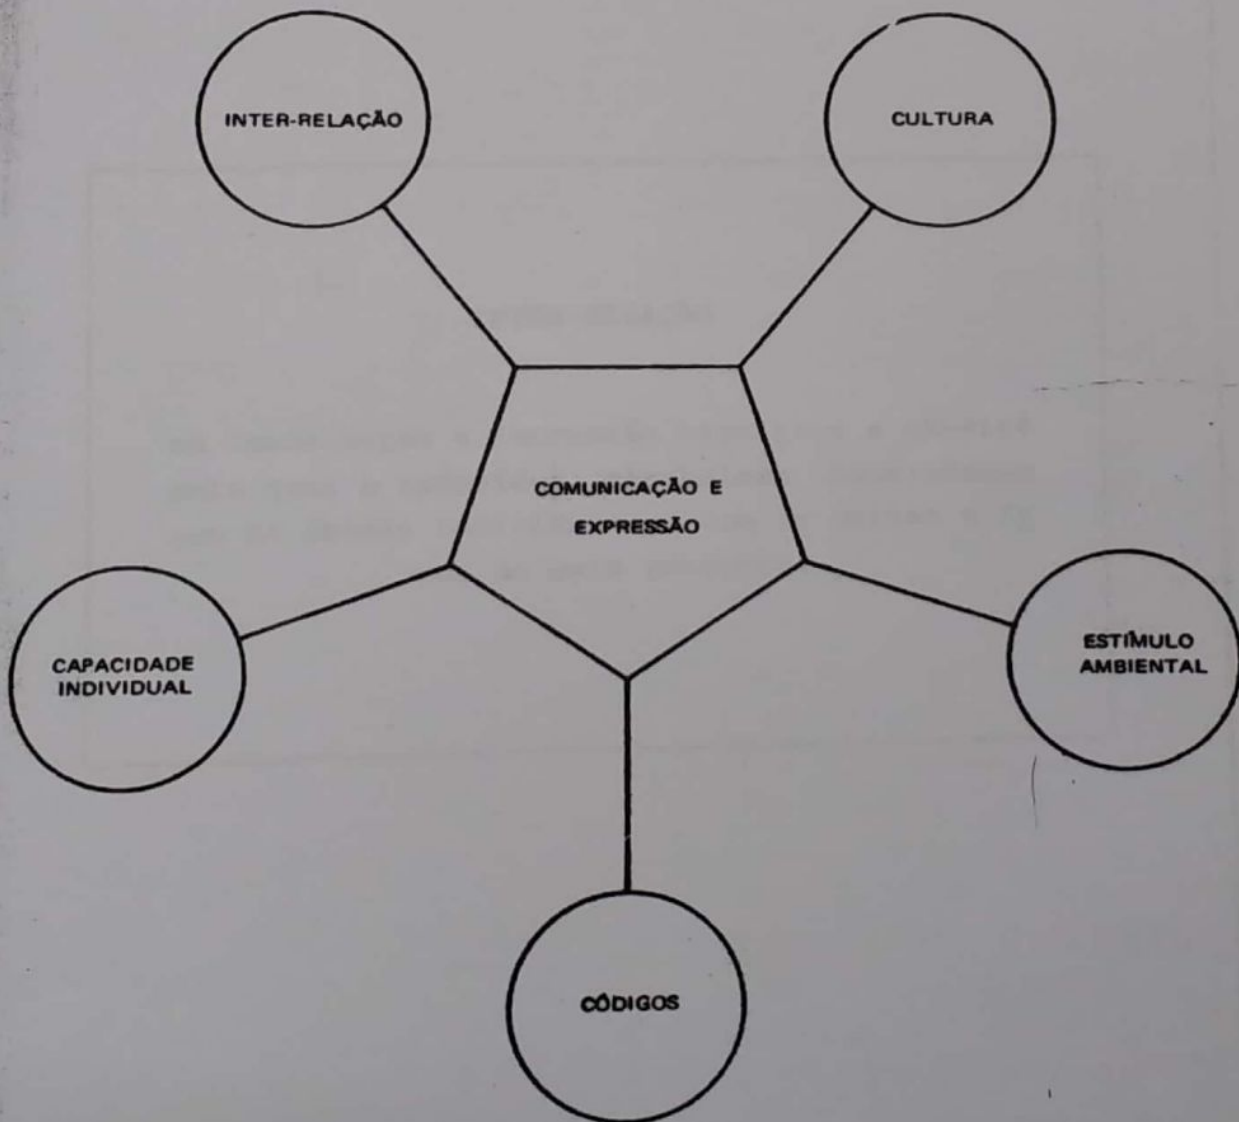 INTER-RELAÇÃO
CULTURA
COMUNICAÇÃO E
EXPRESSÃO
CAPACIDADE
INDIVIDUAL
ESTÍMULO
AMBIENTAL
CÓDIGOS